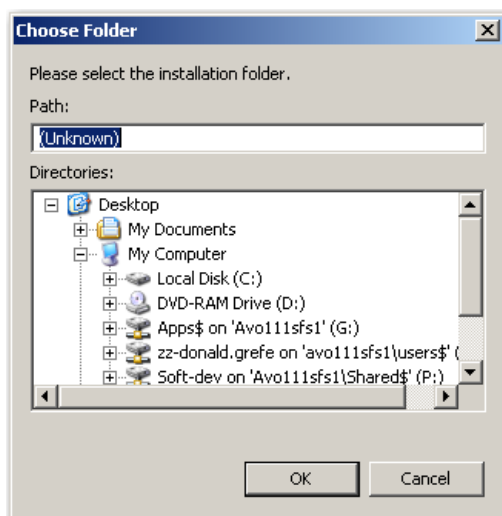 Choose Folder
Please select the installation folder.
Path:
(Unknown)
Directories:
Desktop
My Documents
My Computer
Local Disk (C:)
DVD-RAM Drive (D:)
Apps$ on 'Avo111sfs1' (G:)
zz-donald.grefe on 'avo111sfs1\users$' (
Soft-dev on 'Avo111sfs1\Shared$' (P:)
OK Cancel